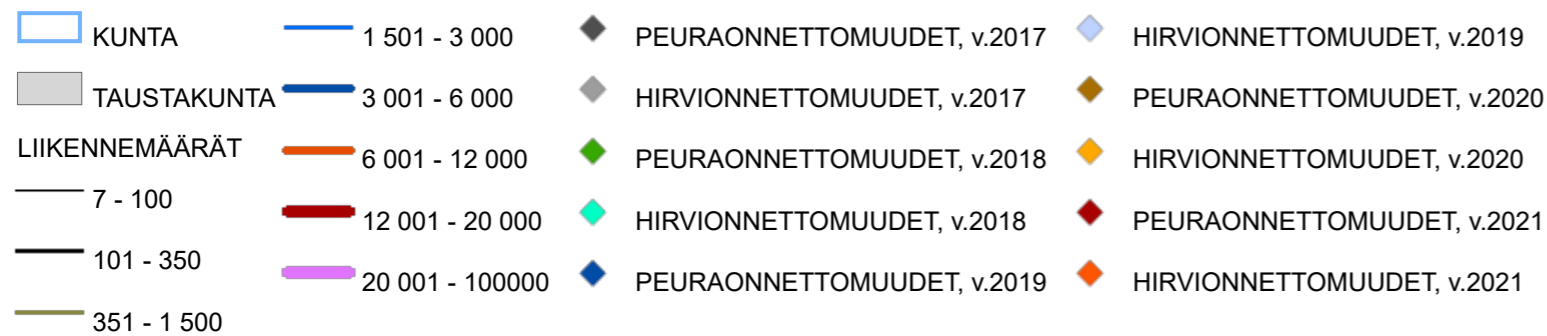 KUNTA
TAUSTAKUNTA
LIIKENNEMÄÄRÄT
7 - 100
101 - 350
351 - 1 500
1 501 - 3 000
3 001 - 6 000
6 001 - 12 000
12 001 - 20 000
20 001 - 100000
PEURAONNETTOMUUDET, v.2017
HIRVIONNETTOMUUDET, v.2017
PEURAONNETTOMUUDET, v.2018
HIRVIONNETTOMUUDET, v.2018
PEURAONNETTOMUUDET, v.2019
HIRVIONNETTOMUUDET, v.2019
PEURAONNETTOMUUDET, v.2020
HIRVIONNETTOMUUDET, v.2020
PEURAONNETTOMUUDET, v.2021
HIRVIONNETTOMUUDET, v.2021